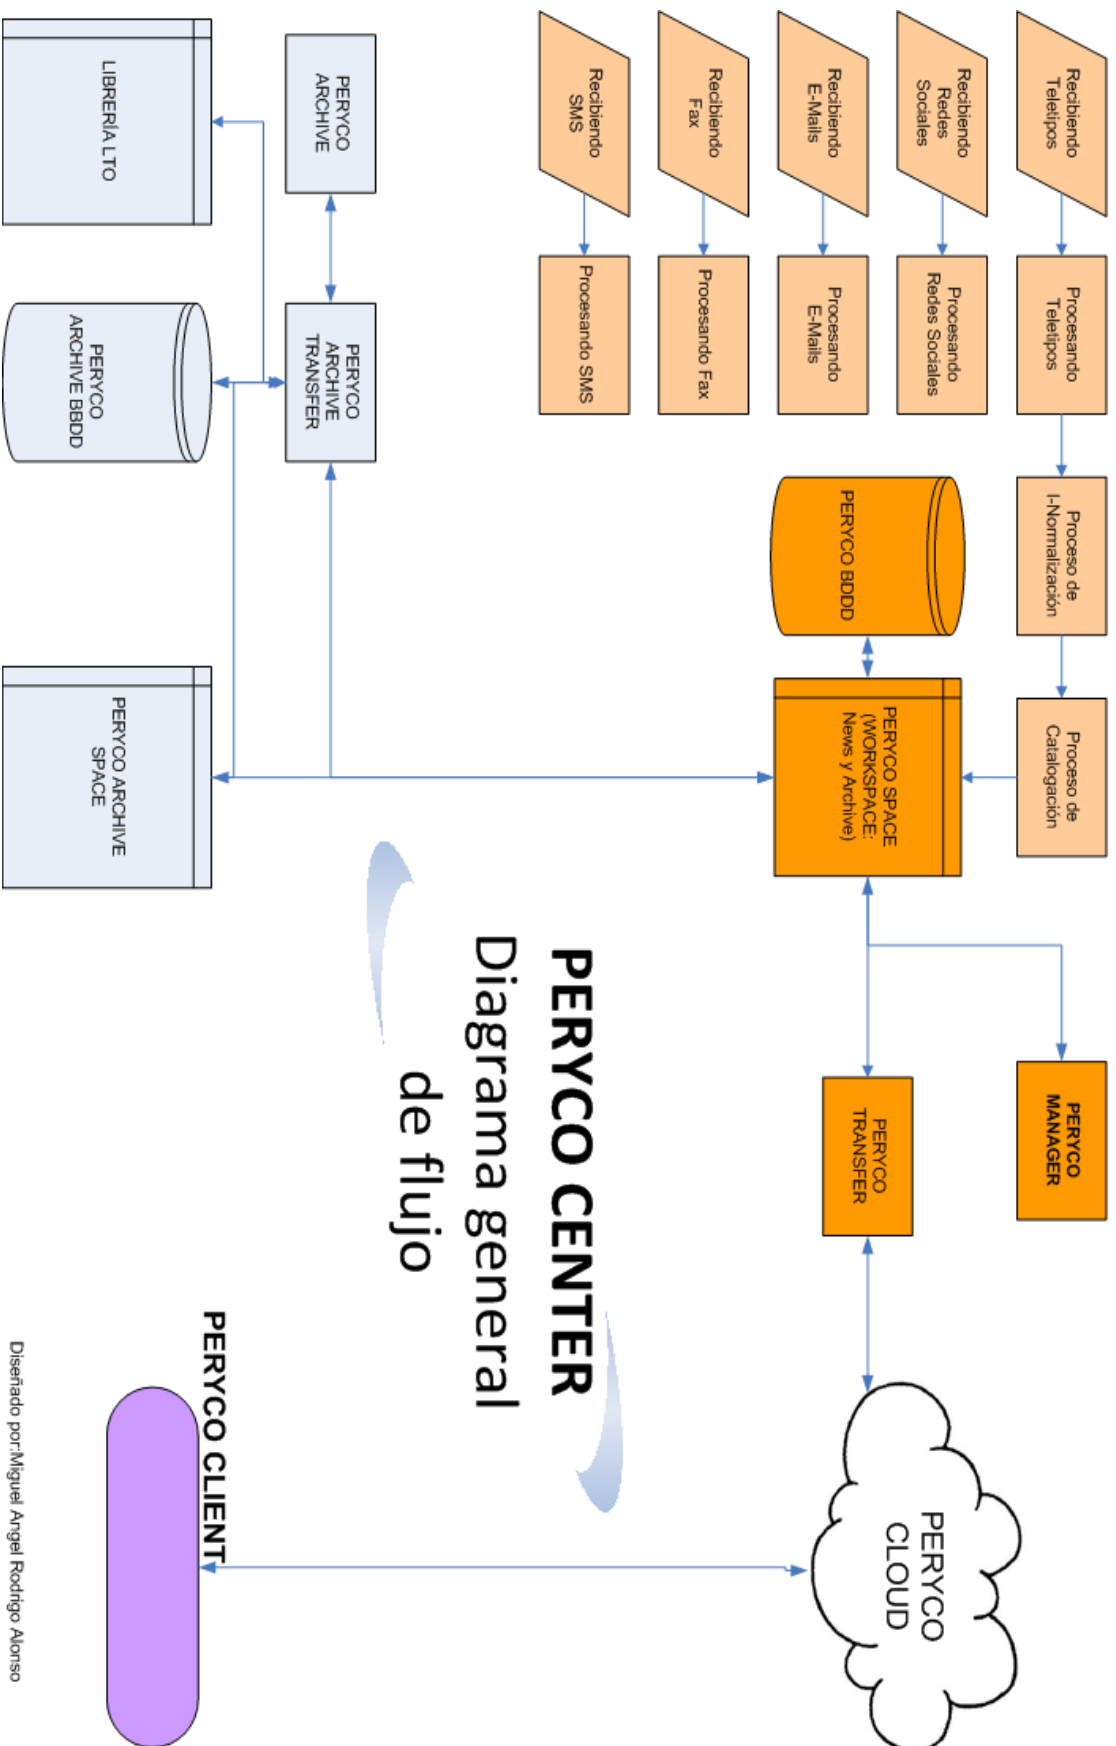 Recibiendo
Teletipos
Procesando
Teletipos
Proceso de
I-Normalización
Proceso de
Catalogación
PERYCO
MANAGER
Recibiendo
Redes
Sociales
Procesando
Redes Sociales
Recibiendo
E-Mails
Procesando
E-Mails
PERYCO BDDD
PERYCO SPACE
(WORKSPACE:
News y Archive)
PERYCO
TRANSFER
PERYCO
CLOUD
Recibiendo
Fax
Procesando Fax
Recibiendo
SMS
Procesando SMS
PERYCO CENTER
Diagrama general
de flujo
PERYCO
ARCHIVE
PERYCO
ARCHIVE
TRANSFER
LIBRERÍA LTO
PERYCO
ARCHIVE BBDD
PERYCO ARCHIVE
SPACE
PERYCO CLIENT
Diseñado por:Miguel Angel Rodrigo Alonso